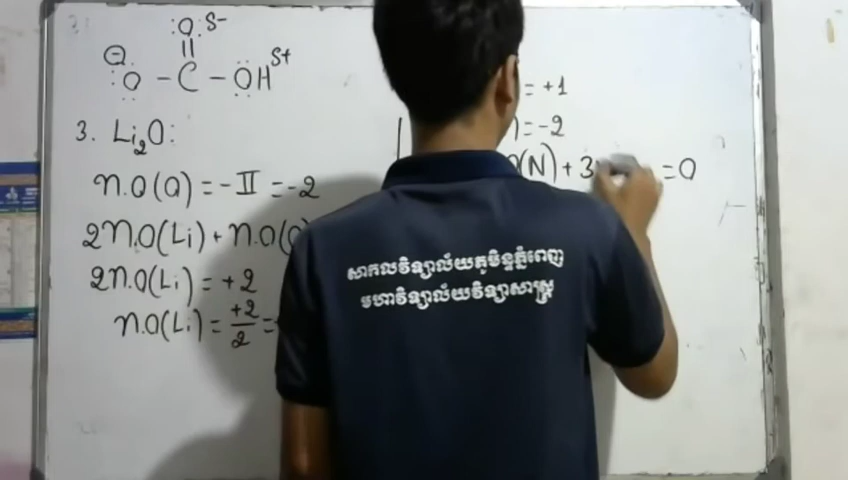 :O: δ-
⊖
:O - C - OH δ+
3. Li₂O:
n.O(O) = -II = -2
2n.O(Li) + n.O(O
2n.O(Li) = +2
n.O(Li) = +2/2 =
= +1
) = -2
(N) + 3
= 0
សាកលវិទ្យាល័យភូមិន្ទភ្នំពេញ
មហាវិទ្យាល័យវិទ្យាសាស្ត្រ